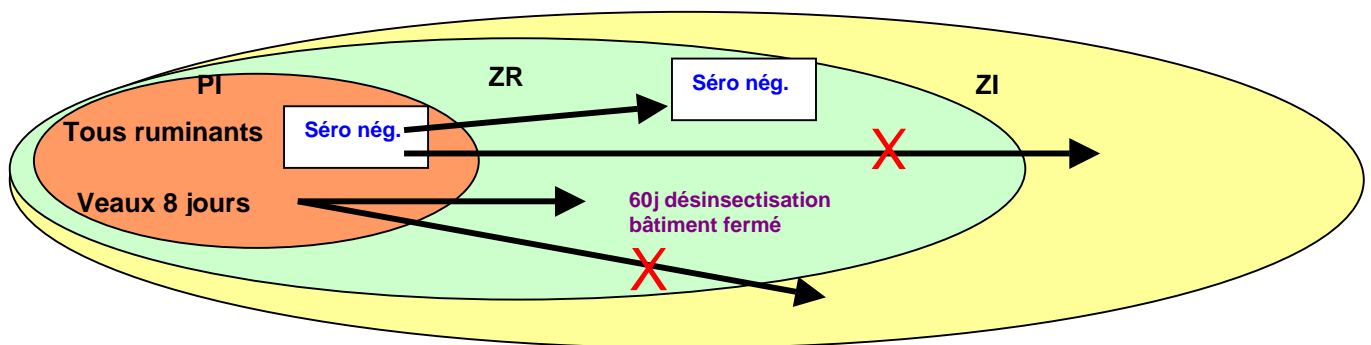 PI
ZR
ZI
Séro nég.
Tous ruminants
Séro nég.
Veaux 8 jours
60j désinsectisation
bâtiment fermé
X
X